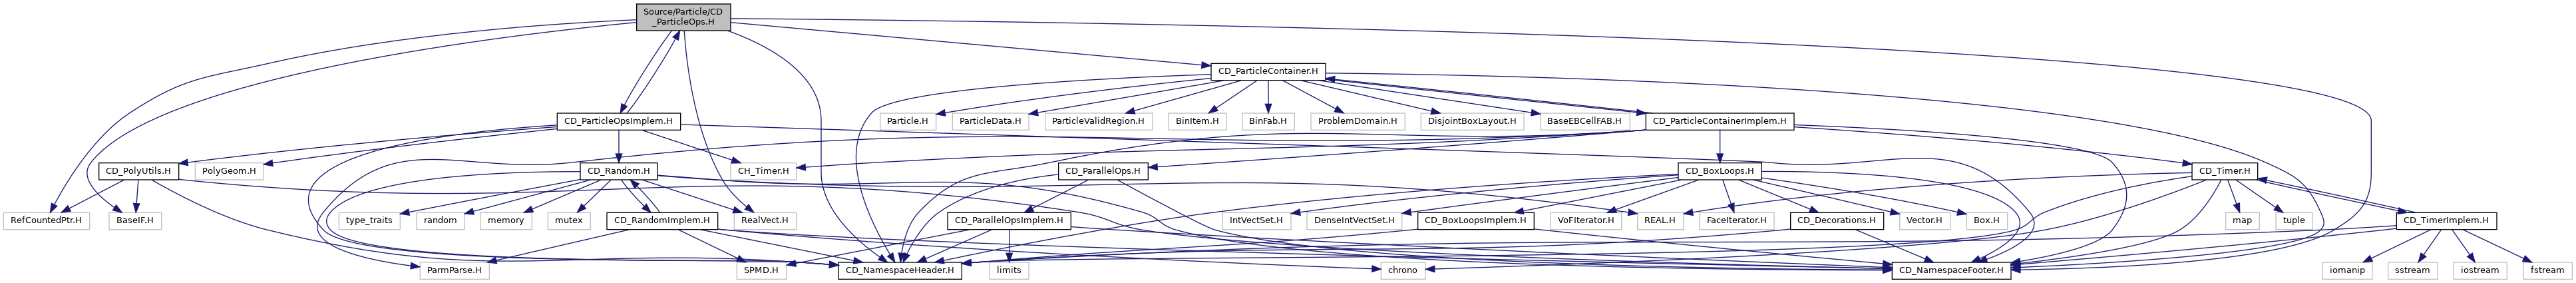 Source/Particle/CD
_ParticleOps.H
CD_ParticleContainer.H
CD_ParticleOpsImplem.H
Particle.H
ParticleData.H
ParticleValidRegion.H
BinItem.H
BinFab.H
ProblemDomain.H
DisjointBoxLayout.H
BaseEBCellFAB.H
CD_ParticleContainerImplem.H
CD_PolyUtils.H
PolyGeom.H
CD_Random.H
CH_Timer.H
CD_ParallelOps.H
CD_BoxLoops.H
CD_Timer.H
RefCountedPtr.H
BaseIF.H
type_traits
random
memory
mutex
CD_RandomImplem.H
RealVect.H
CD_ParallelOpsImplem.H
REAL.H
IntVectSet.H
DenseIntVectSet.H
CD_BoxLoopsImplem.H
VoFIterator.H
FaceIterator.H
CD_Decorations.H
Vector.H
Box.H
map
tuple
CD_TimerImplem.H
ParmParse.H
SPMD.H
CD_NamespaceHeader.H
limits
chrono
CD_NamespaceFooter.H
iomanip
sstream
iostream
fstream